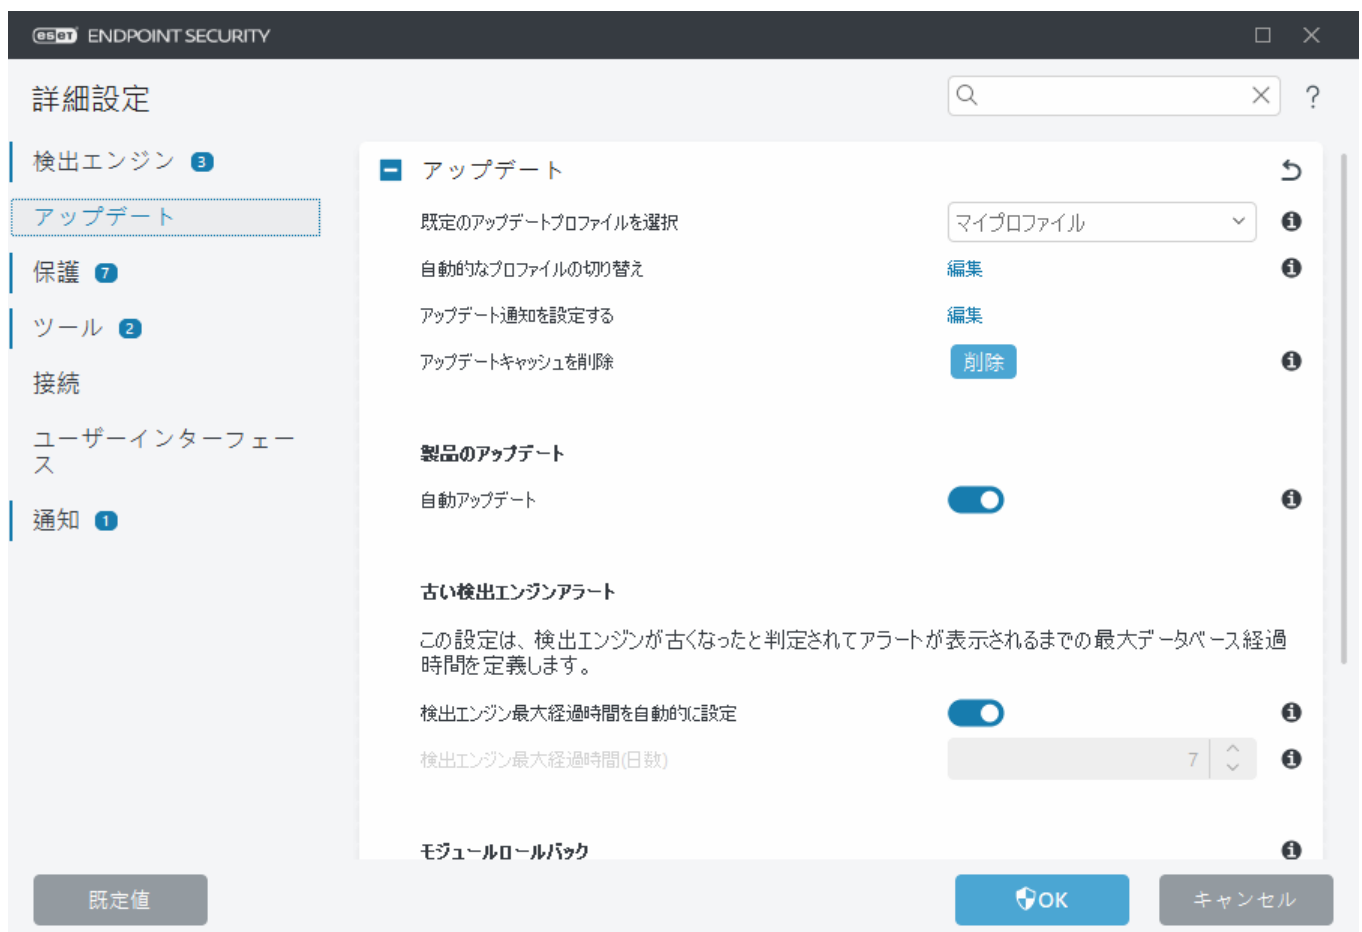 eset ENDPOINT SECURITY
詳細設定
?
検出エンジン 3
アップデート
保護 7
ツール 2
接続
ユーザーインターフェー
ス
通知 1
アップデート
既定のアップデートプロファイルを選択
マイプロファイル
自動的なプロファイルの切り替え
編集
アップデート通知を設定する
編集
アップデートキャッシュを削除
削除
製品のアップデート
自動アップデート
古い検出エンジンアラート
この設定は、検出エンジンが古くなったと判定されてアラートが表示されるまでの最大データベース経過
時間を定義します。
検出エンジン最大経過時間を自動的に設定
検出エンジン最大経過時間(日数)
7
モジュールロールバック
既定値
OK
キャンセル